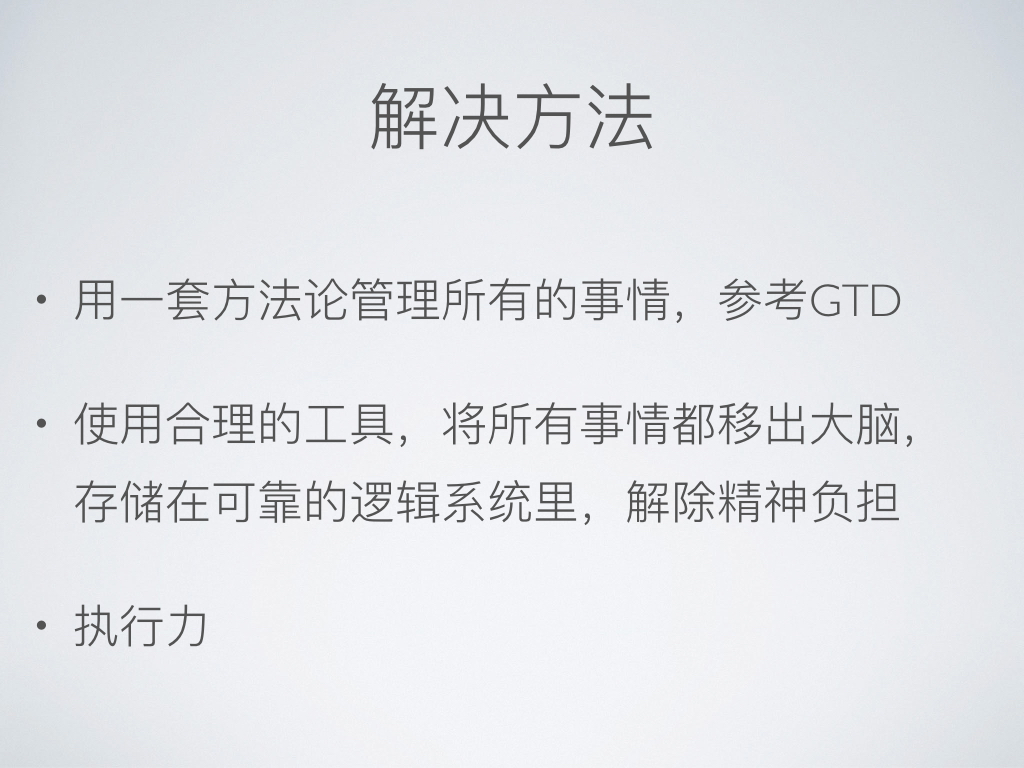 解决方法
• 用一套方法论管理所有的事情，参考GTD
• 使用合理的工具，将所有事情都移出大脑，
存储在可靠的逻辑系统里，解除精神负担
• 执行力